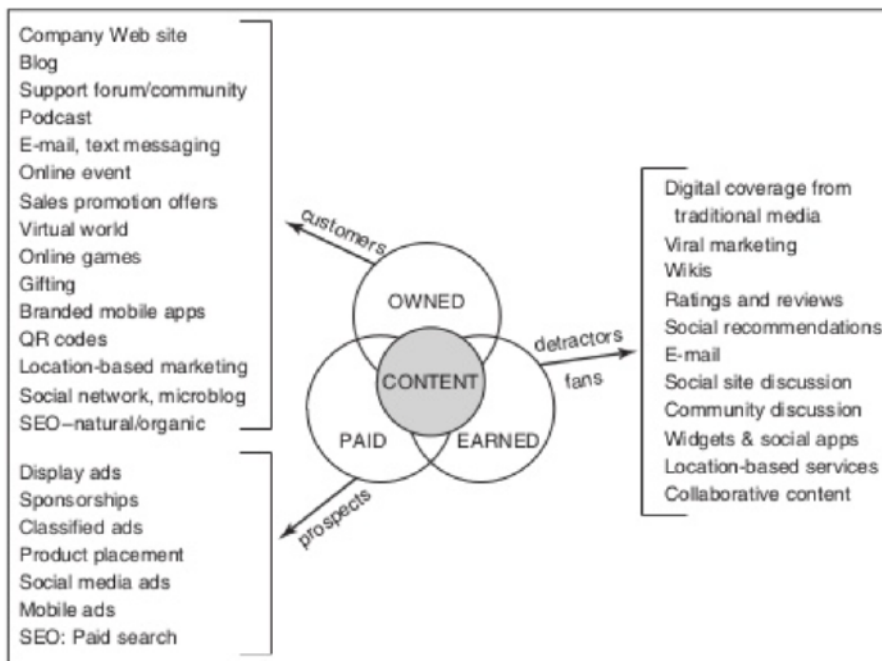 Company Web site
Blog
Support forum/community
Podcast
E-mail, text messaging
Online event
Sales promotion offers
Virtual world
Online games
Gifting
Branded mobile apps
QR codes
Location-based marketing
Social network, microblog
SEO–natural/organic
Display ads
Sponsorships
Classified ads
Product placement
Social media ads
Mobile ads
SEO: Paid search
customers
OWNED
CONTENT
PAID
EARNED
prospects
detractors
fans
Digital coverage from
traditional media
Viral marketing
Wikis
Ratings and reviews
Social recommendations
E-mail
Social site discussion
Community discussion
Widgets & social apps
Location-based services
Collaborative content